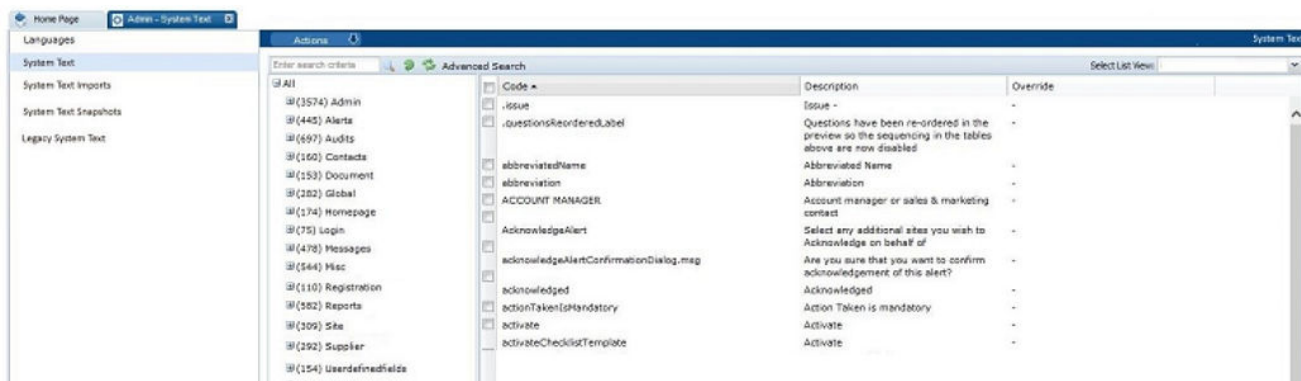 Home Page
Admin - System Text
Languages
System Text
System Text Imports
System Text Snapshots
Legacy System Text
Actions
System Text
Enter search criteria
Advanced Search
Select List View:
All
(3574) Admin
(445) Alerts
(697) Audits
(160) Contacts
(153) Document
(282) Global
(174) Homepage
(75) Login
(478) Messages
(544) Misc
(110) Registration
(582) Reports
(309) Site
(292) Supplier
(154) Userdefinedfields
Code Description Override
.issue Issue - -
.questionsReorderedLabel Questions have been re-ordered in the -
preview so the sequencing in the tables
above are now disabled
abbreviatedName Abbreviated Name -
abbreviation Abbreviation -
ACCOUNT MANAGER Account manager or sales & marketing -
contact
AcknowledgeAlert Select any additional sites you wish to -
Acknowledge on behalf of
acknowledgeAlertConfirmationDialog.msg Are you sure that you want to confirm -
acknowledgement of this alert?
acknowledged Acknowledged -
actionTakenIsMandatory Action Taken is mandatory -
activate Activate -
activateChecklistTemplate Activate -